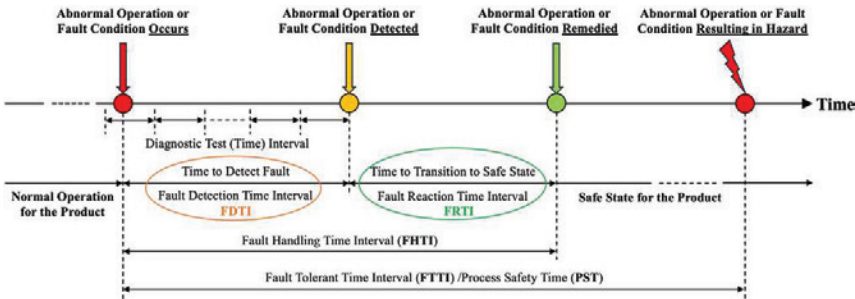 Abnormal Operation or
Fault Condition Occurs
Abnormal Operation or
Fault Condition Detected
Abnormal Operation or
Fault Condition Remedied
Abnormal Operation or Fault
Condition Resulting in Hazard
Time
Diagnostic Test (Time) Interval
Time to Detect Fault
Time to Transition to Safe State
Normal Operation
for the Product
Fault Detection Time Interval
FDTI
Fault Reaction Time Interval
FRTI
Safe State for the Product
Fault Handling Time Interval (FHTI)
Fault Tolerant Time Interval (FTTI) /Process Safety Time (PST)